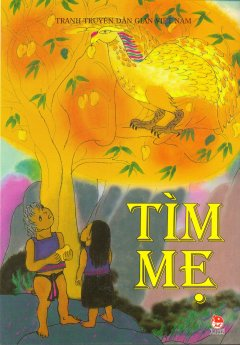 TRANH TRUYỆN DÂN GIAN VIỆT NAM
TÌM
MẸ